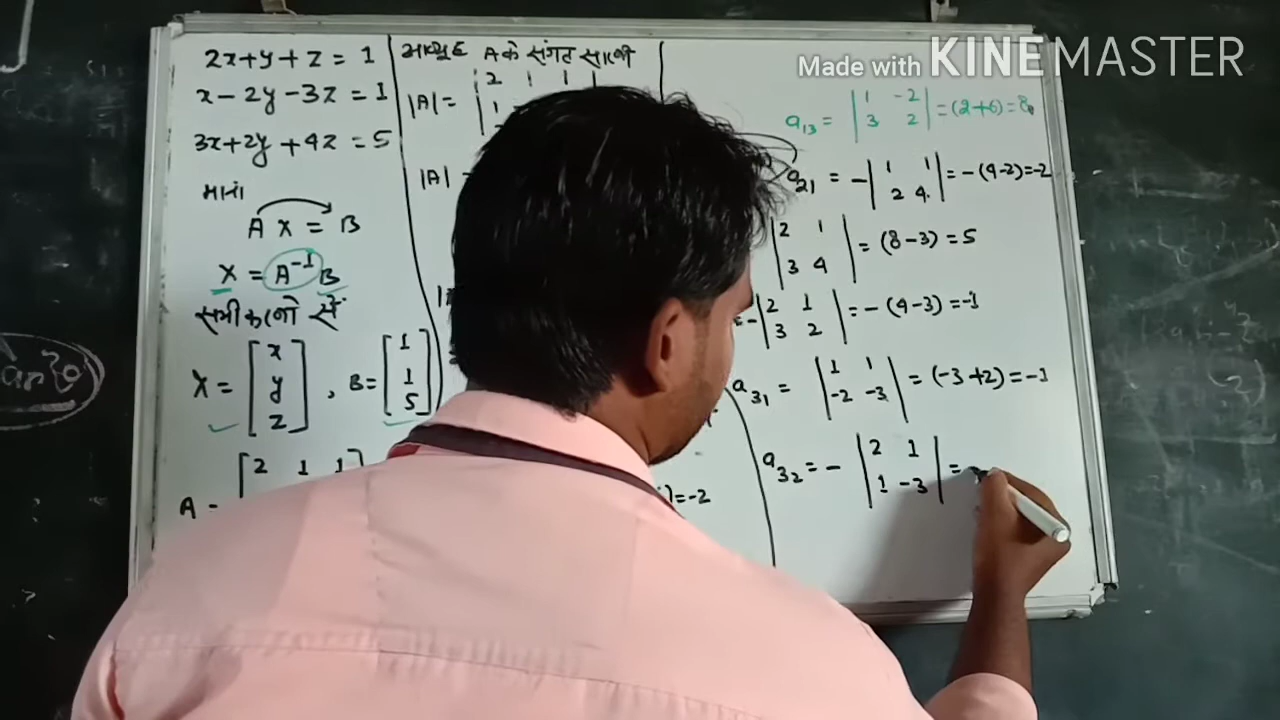 Made with KINEMASTER
2x+y+z = 1
x-2y-3z = 1
3x+2y+4z = 5
माना
A X = B
X = A⁻¹B
समीकरणों से
X = [x y z] , B = [1 1 5]
A = [2 1 1
आव्यूह A के संगत सारणी
|A| = | 2 1 1 |
1
|A| =
) = -2
a₁₃ = | 1 -2 | = (2+6) = 8
3 2
a₂₁ = - | 1 1 | = -(4-2) = -2
2 4
| 2 1 | = (8-3) = 5
3 4
= - | 2 1 | = -(4-3) = -1
3 2
a₃₁ = | 1 1 | = (-3+2) = -1
-2 -3
a₃₂ = - | 2 1 | =
1 -3